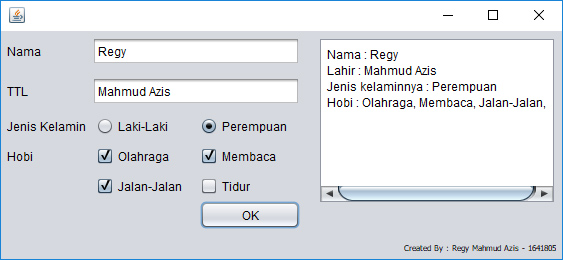 Nama
Regy
TTL
Mahmud Azis
Jenis Kelamin
Laki-Laki
Perempuan
Hobi
Olahraga
Membaca
Jalan-Jalan
Tidur
OK
Nama : Regy
Lahir : Mahmud Azis
Jenis kelaminnya : Perempuan
Hobi : Olahraga, Membaca, Jalan-Jalan,
Created By : Regy Mahmud Azis - 1641805